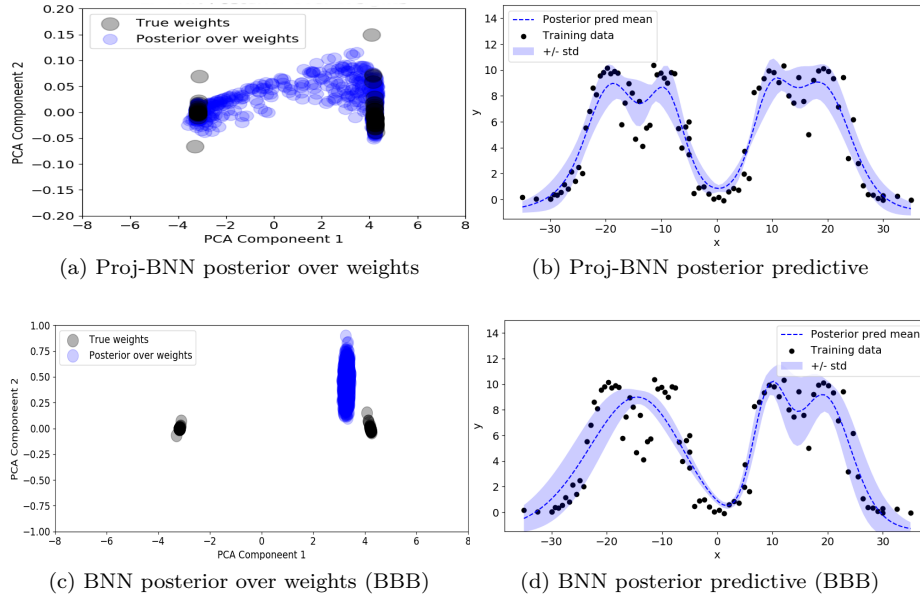 0.20
0.15
0.10
0.05
0.00
−0.05
0.10
−0.15
−0.20
PCA Componeent 2
True weights
Posterior over weights
−8 −6 −4 −2 0 2 4 6 8
PCA Componeent 1
(a) Proj-BNN posterior over weights
14
12
10
8
6
4
2
0
y
Posterior pred mean
Training data
+/- std
−30 −20 −10 0 10 20 30
x
(b) Proj-BNN posterior predictive
1.00
0.75
0.50
0.25
0.00
−0.25
−0.50
−0.75
−1.00
PCA Componeent 2
True weights
Posterior over weights
−8 −6 −4 −2 0 2 4 6 8
PCA Componeent 1
(c) BNN posterior over weights (BBB)
14
12
10
8
6
4
2
0
y
Posterior pred mean
Training data
+/- std
−30 −20 −10 0 10 20 30
x
(d) BNN posterior predictive (BBB)